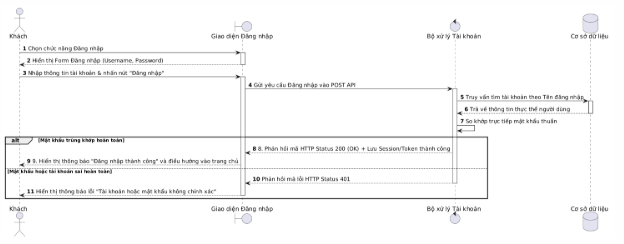 Khách
Giao diện Đăng nhập
Bộ xử lý Tài khoản
Cơ sở dữ liệu
1 Chọn chức năng Đăng nhập
2 Hiển thị Form Đăng nhập (Username, Password)
3 Nhập thông tin tài khoản & nhấn nút "Đăng nhập"
4 Gửi yêu cầu Đăng nhập vào POST API
5 Truy vấn tìm tài khoản theo Tên đăng nhập
6 Trả về thông tin thực thể người dùng
7 So khớp trực tiếp mật khẩu thuần
alt [Mật khẩu trùng khớp hoàn toàn]
8 8. Phản hồi mã HTTP Status 200 (OK) + Lưu Session/Token thành công
9 9. Hiển thị thông báo "Đăng nhập thành công" và điều hướng vào trang chủ
[Mật khẩu hoặc tài khoản sai hoàn toàn]
10 Phản hồi mã lỗi HTTP Status 401
11 Hiển thị thông báo lỗi "Tài khoản hoặc mật khẩu không chính xác"
Khách
Giao diện Đăng nhập
Bộ xử lý Tài khoản
Cơ sở dữ liệu